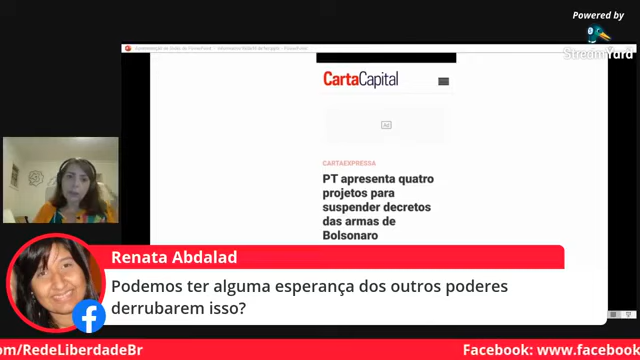 Powered by
StreamYard
CartaCapital
Ad
CARTAEXPRESSA
PT apresenta quatro
projetos para
suspender decretos
das armas de
Bolsonaro
Renata Abdalad
Podemos ter alguma esperança dos outros poderes
derrubarem isso?
om/RedeLiberdadeBr
Facebook: www.facebook